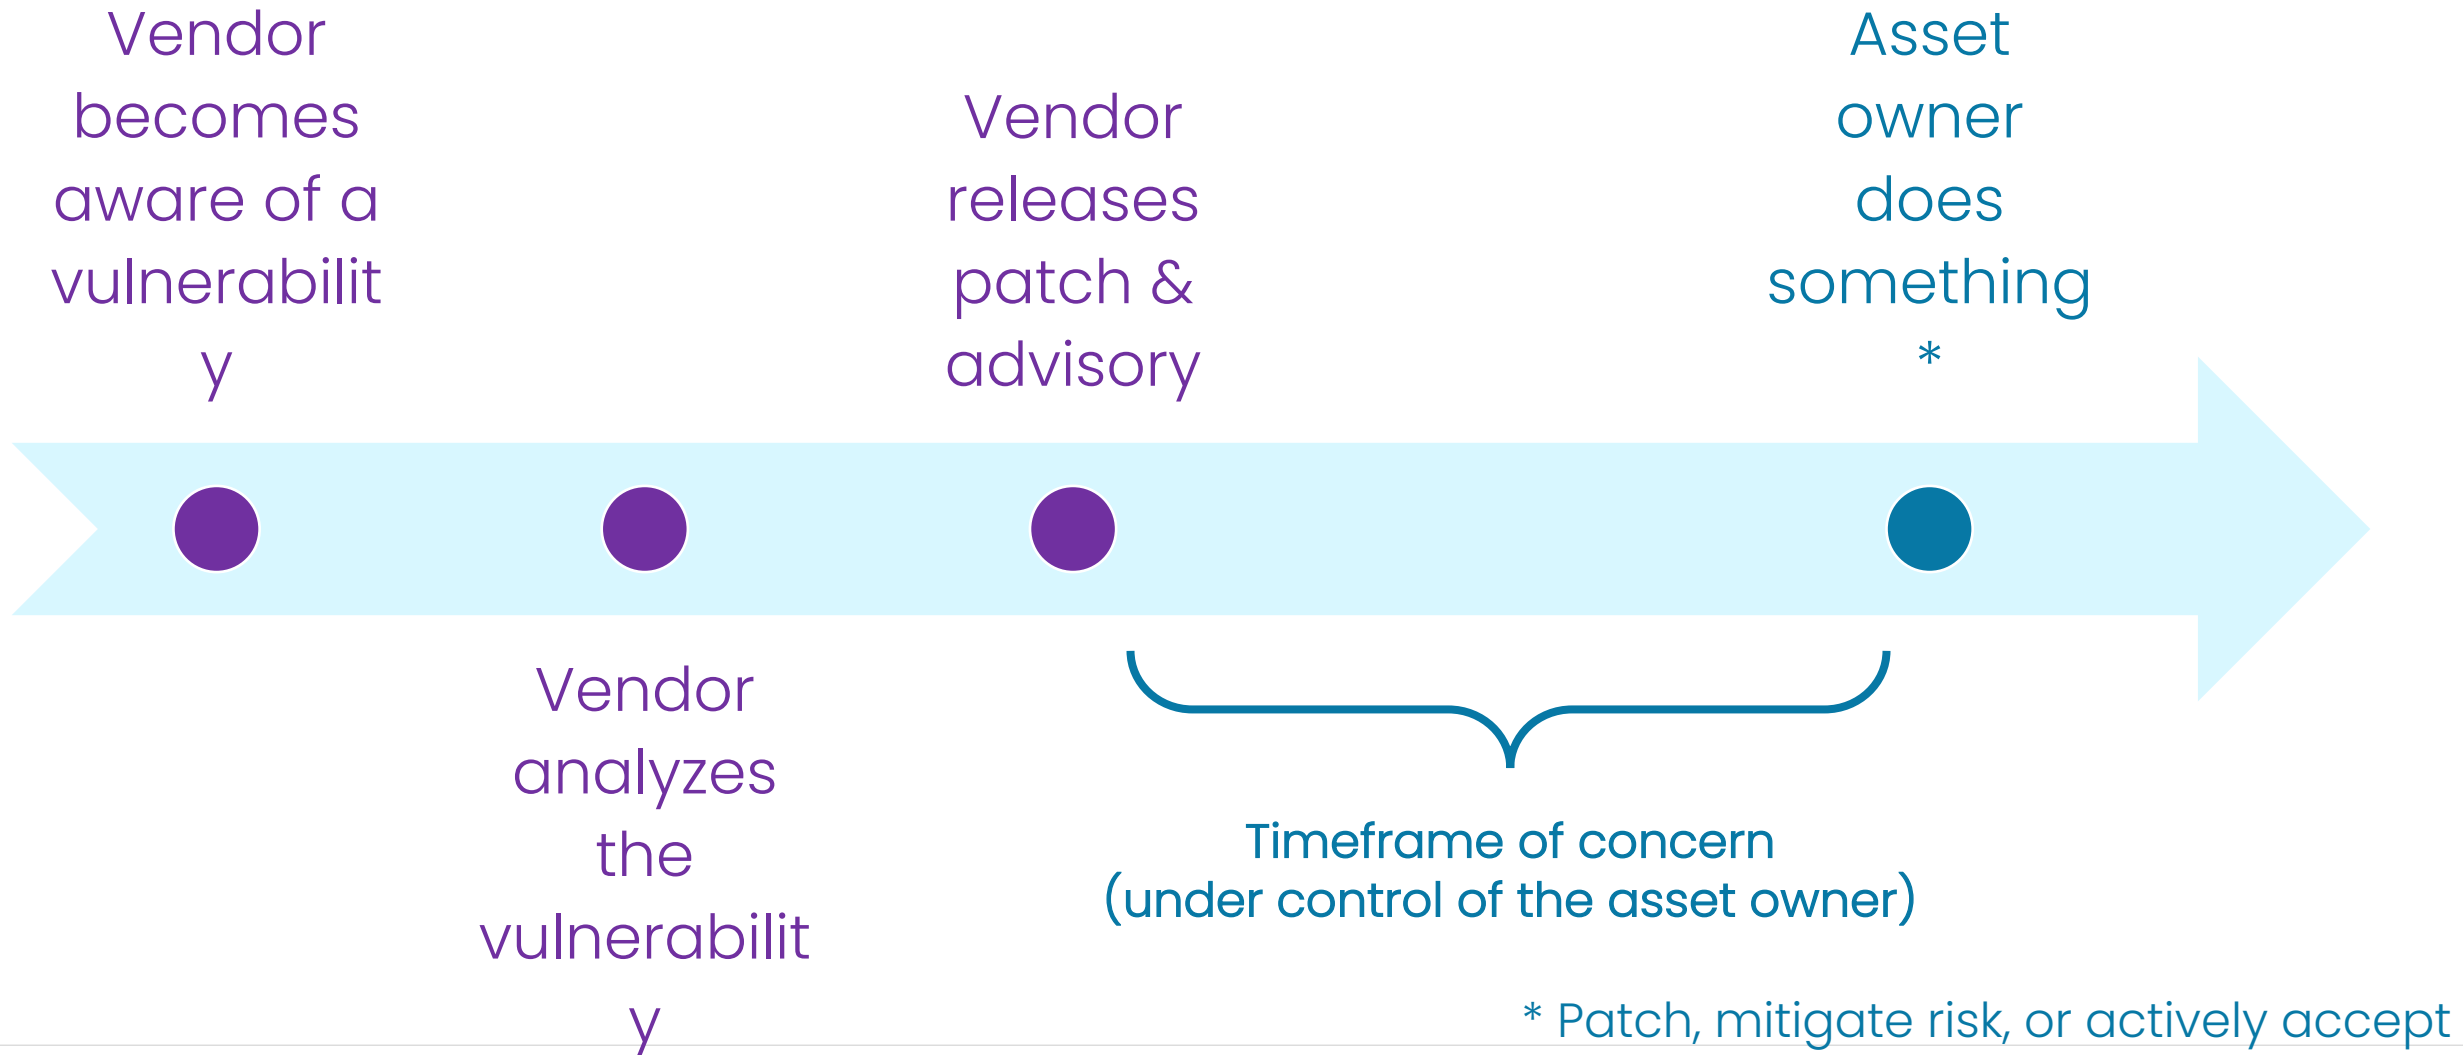 Vendor
becomes
aware of a
vulnerabilit
y
Vendor
analyzes
the
vulnerabilit
y
Vendor
releases
patch &
advisory
Asset
owner
does
something
*
Timeframe of concern
(under control of the asset owner)
* Patch, mitigate risk, or actively accept